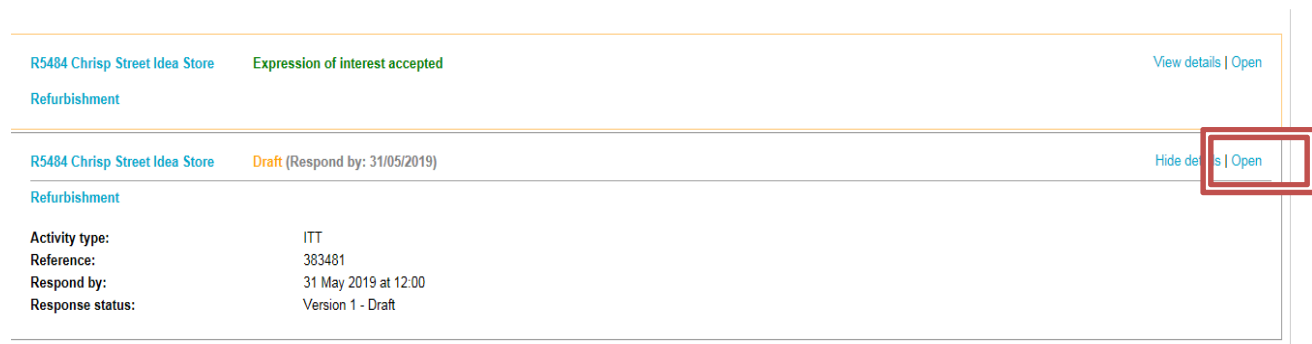 R5484 Chrisp Street Idea Store Expression of interest accepted View details | Open
Refurbishment
R5484 Chrisp Street Idea Store Draft (Respond by: 31/05/2019) Hide details | Open
Refurbishment
Activity type: ITT
Reference: 383481
Respond by: 31 May 2019 at 12:00
Response status: Version 1 - Draft